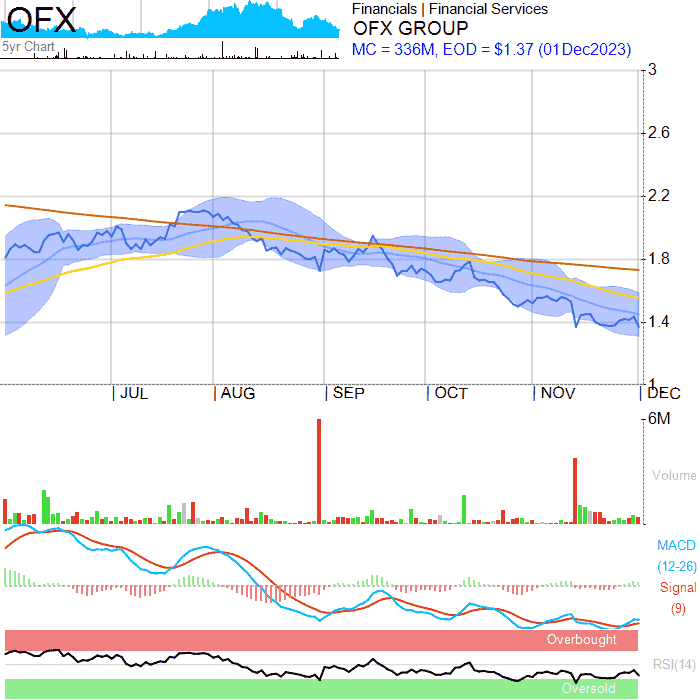 OFX
5yr Chart
Financials | Financial Services
OFX GROUP
MC = 336M, EOD = $1.37 (01Dec2023)
3
2.6
2.2
1.8
1.4
1
JUL AUG SEP OCT NOV DEC
6M
Volume
MACD
(12-26)
Signal
(9)
Overbought
RSI(14)
Oversold